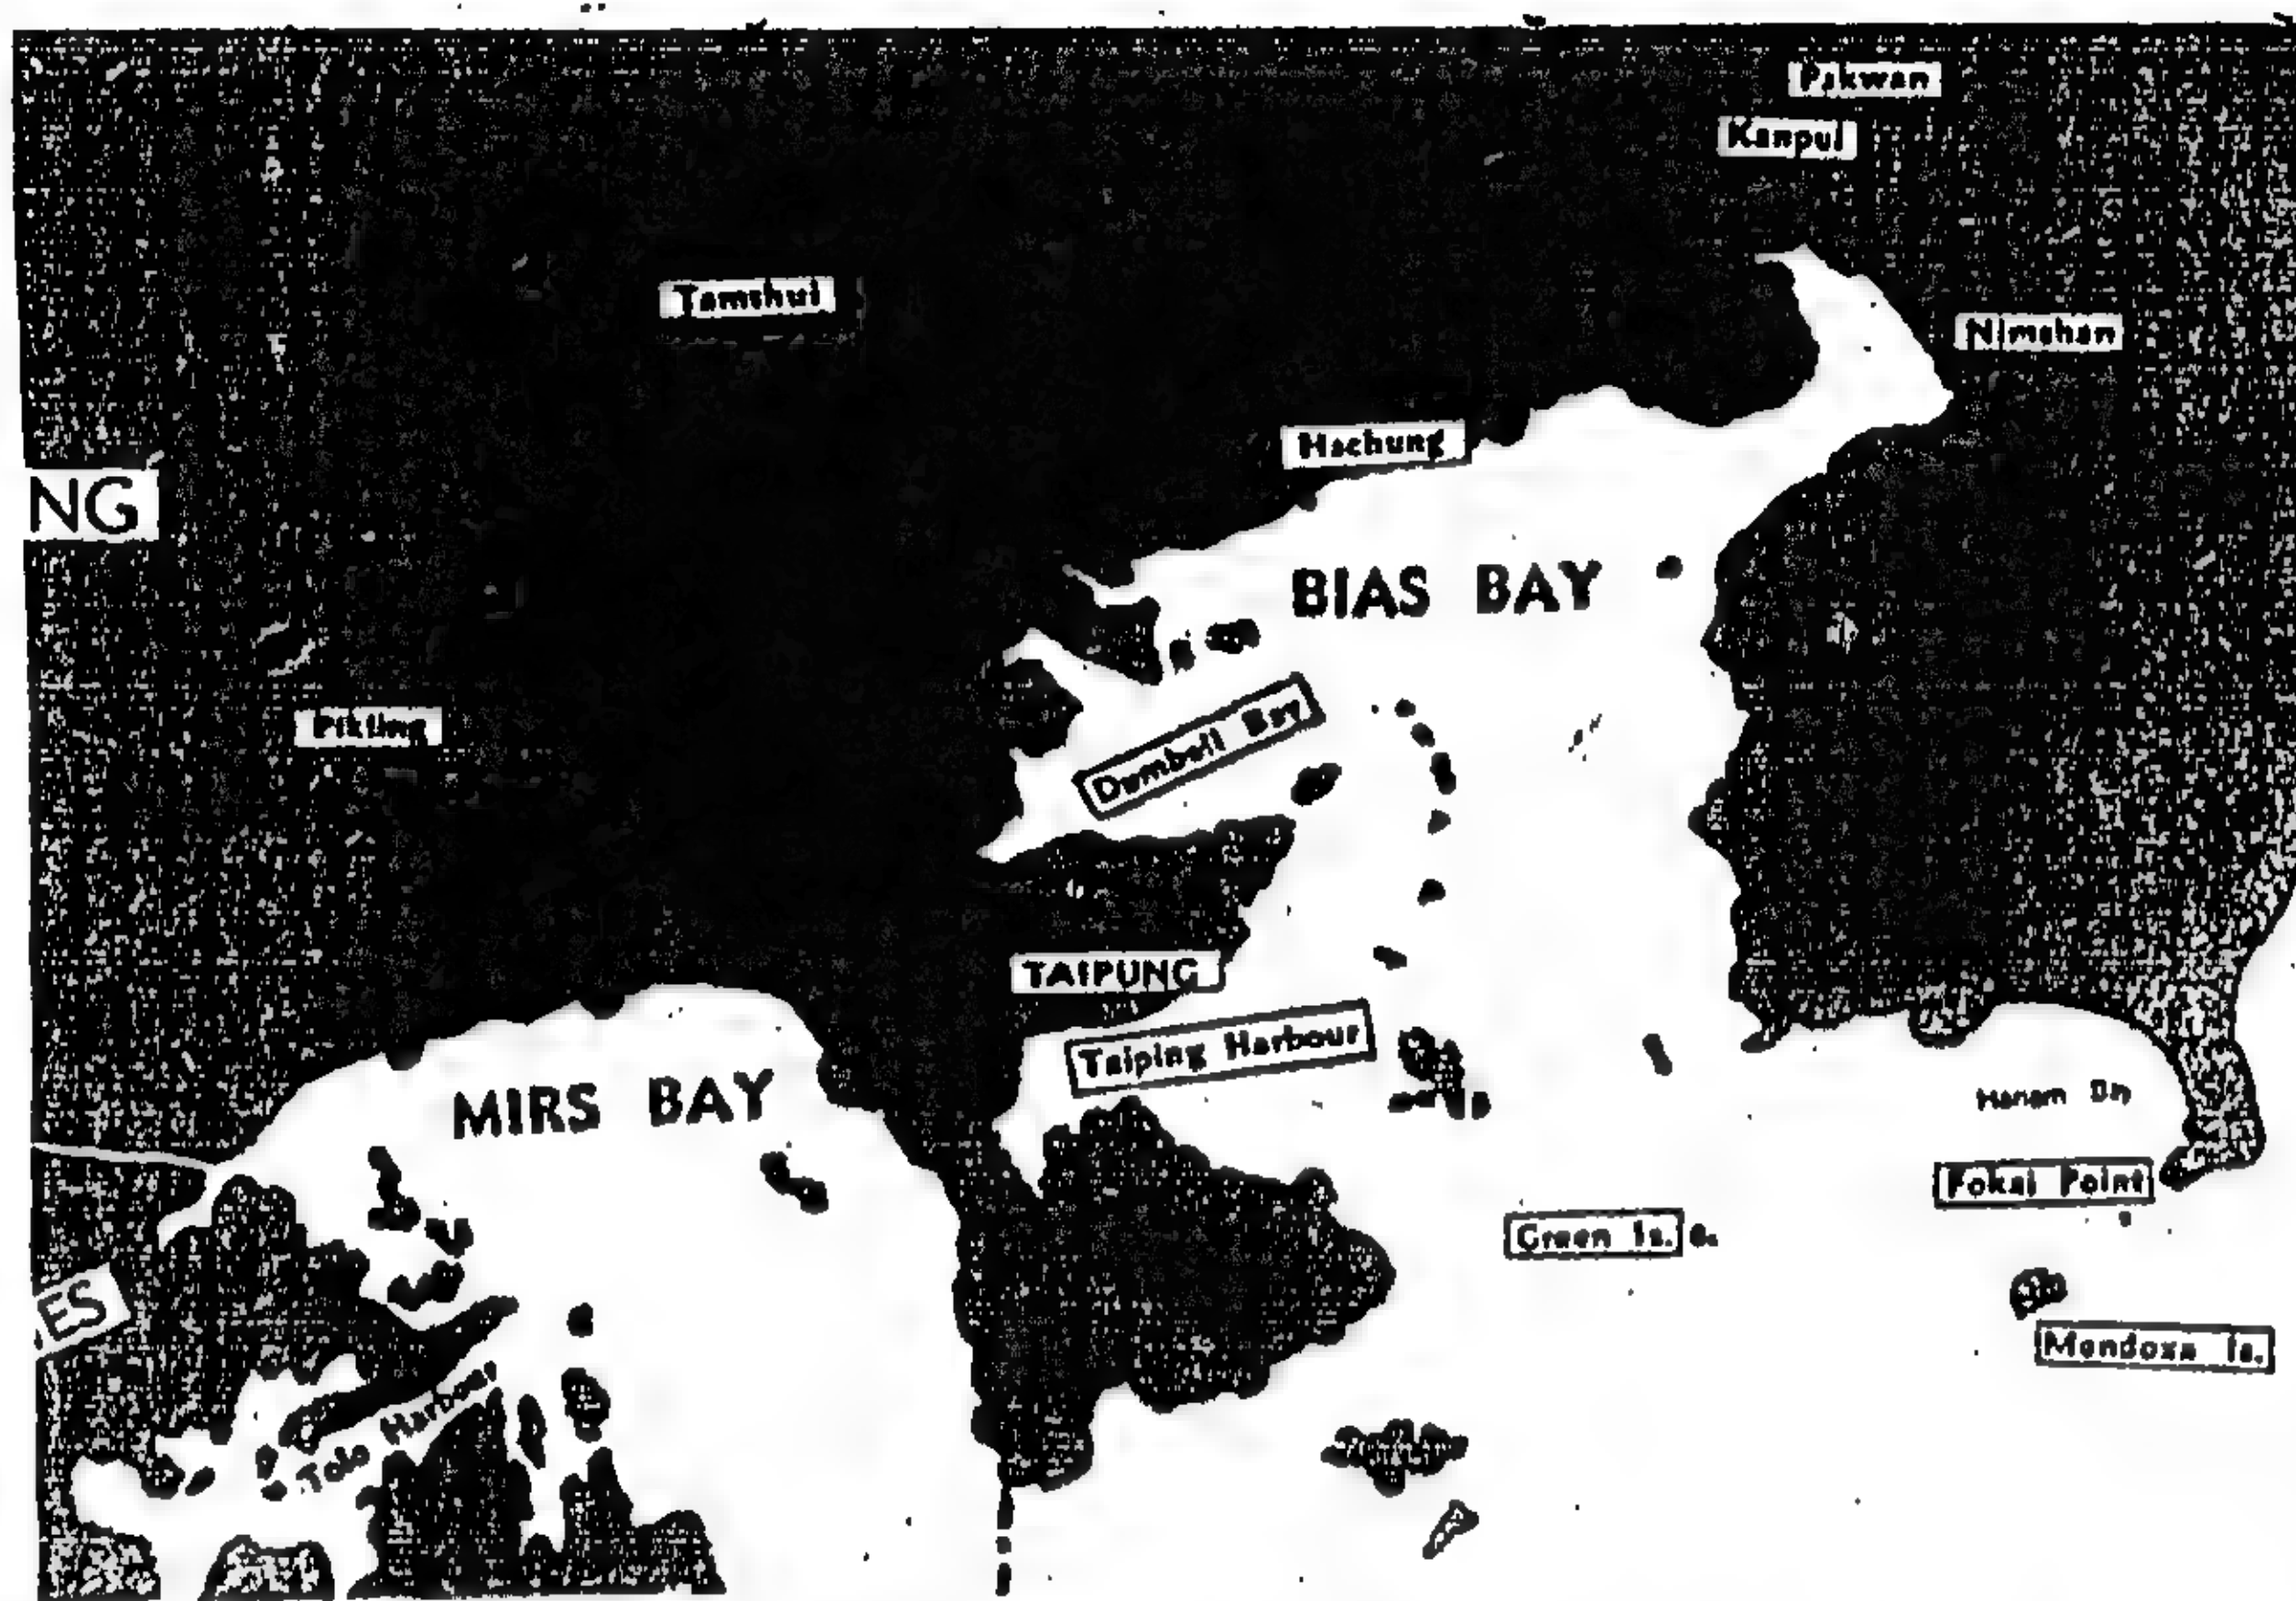 Pakwan
Kanpui
Tamshui
Nimshan
Hachung
NG
BIAS BAY
Pikling
Dumbell Bay
TAIPUNG
Taiping Harbour
MIRS BAY
Fokai Point
Green Is.
ES
Mendoza Is.
Tolo Harbour